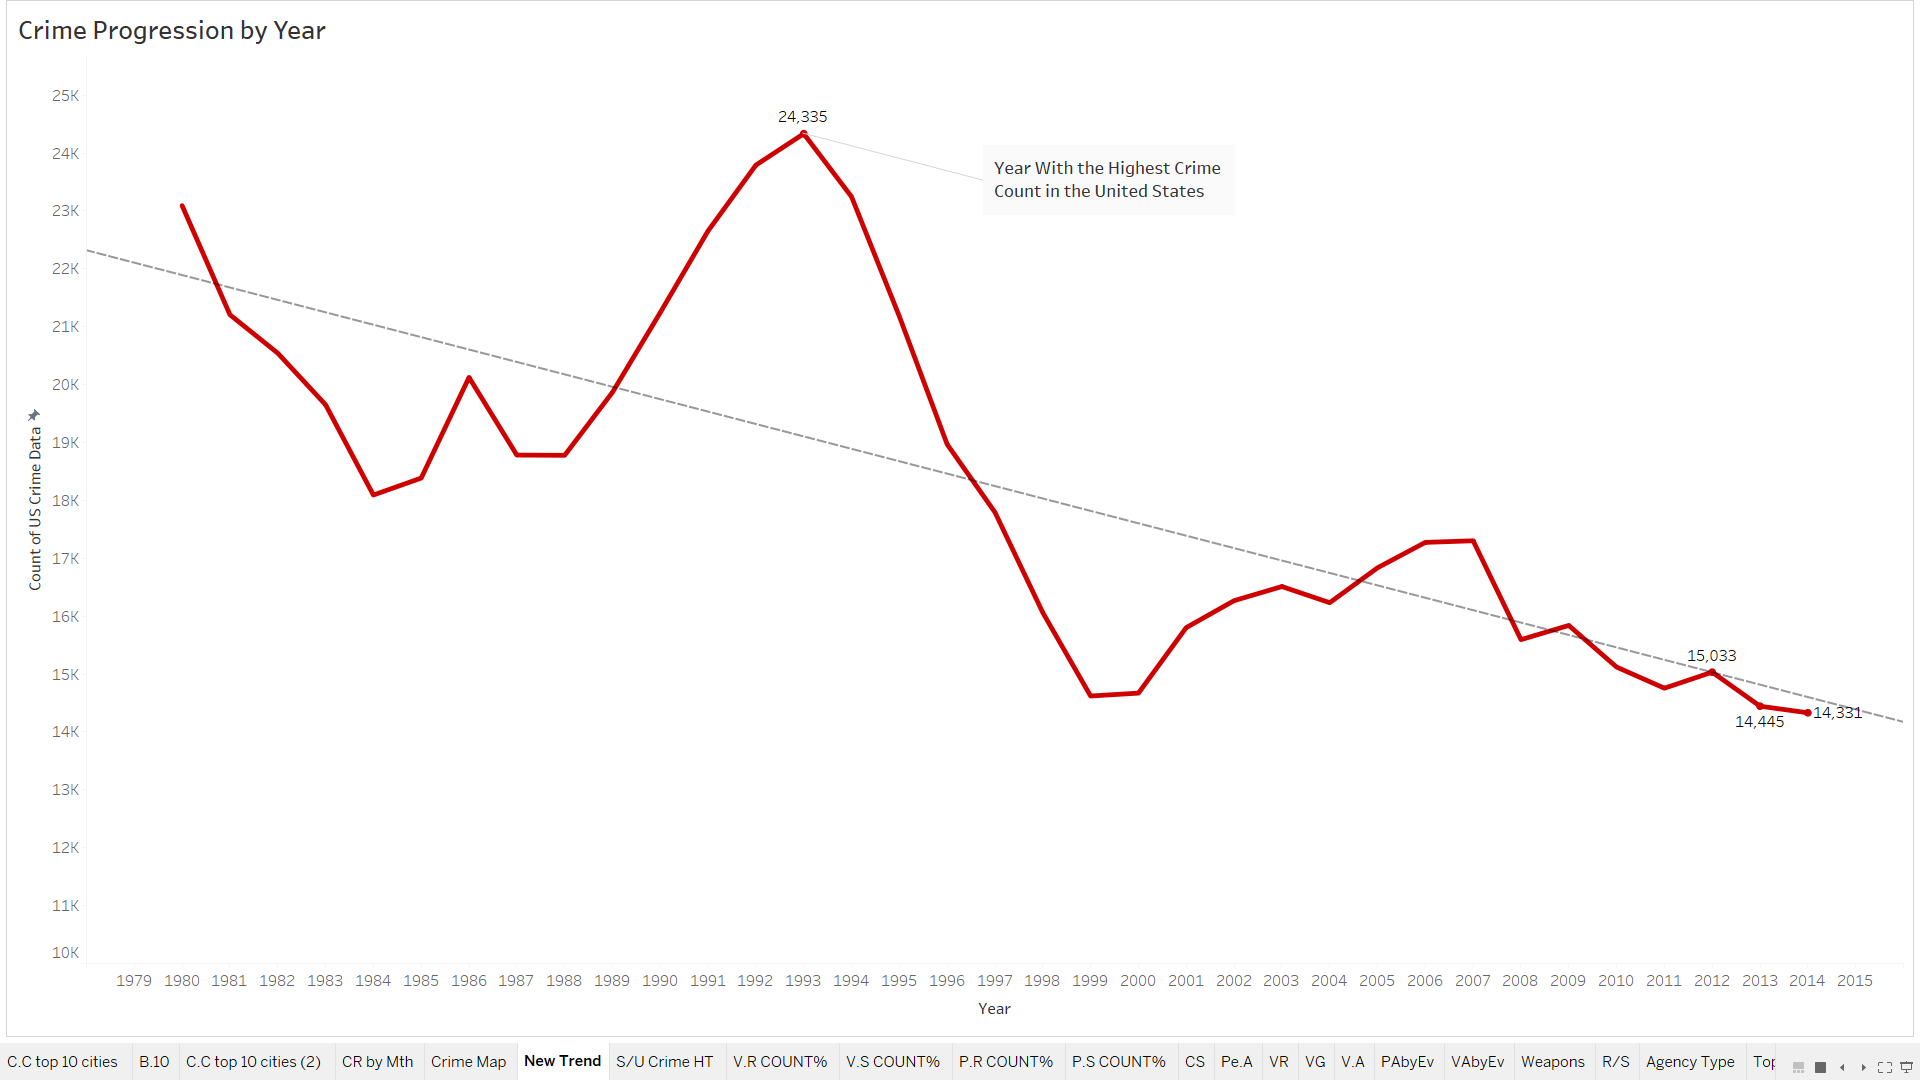 Crime Progression by Year
25K
24,335
24K
Year With the Highest Crime
Count in the United States
23K
22K
21K
20K
19K
18K
17K
16K
15K
15,033
14K
14,445
14,331
13K
12K
11K
10K
Count of US Crime Data
1979 1980 1981 1982 1983 1984 1985 1986 1987 1988 1989 1990 1991 1992 1993 1994 1995 1996 1997 1998 1999 2000 2001 2002 2003 2004 2005 2006 2007 2008 2009 2010 2011 2012 2013 2014 2015
Year
C.C top 10 cities B.10 C.C top 10 cities (2) CR by Mth Crime Map New Trend S/U Crime HT V.R COUNT% V.S COUNT% P.R COUNT% P.S COUNT% CS Pe.A VR VG V.A PAbyEv VAbyEv Weapons R/S Agency Type Top